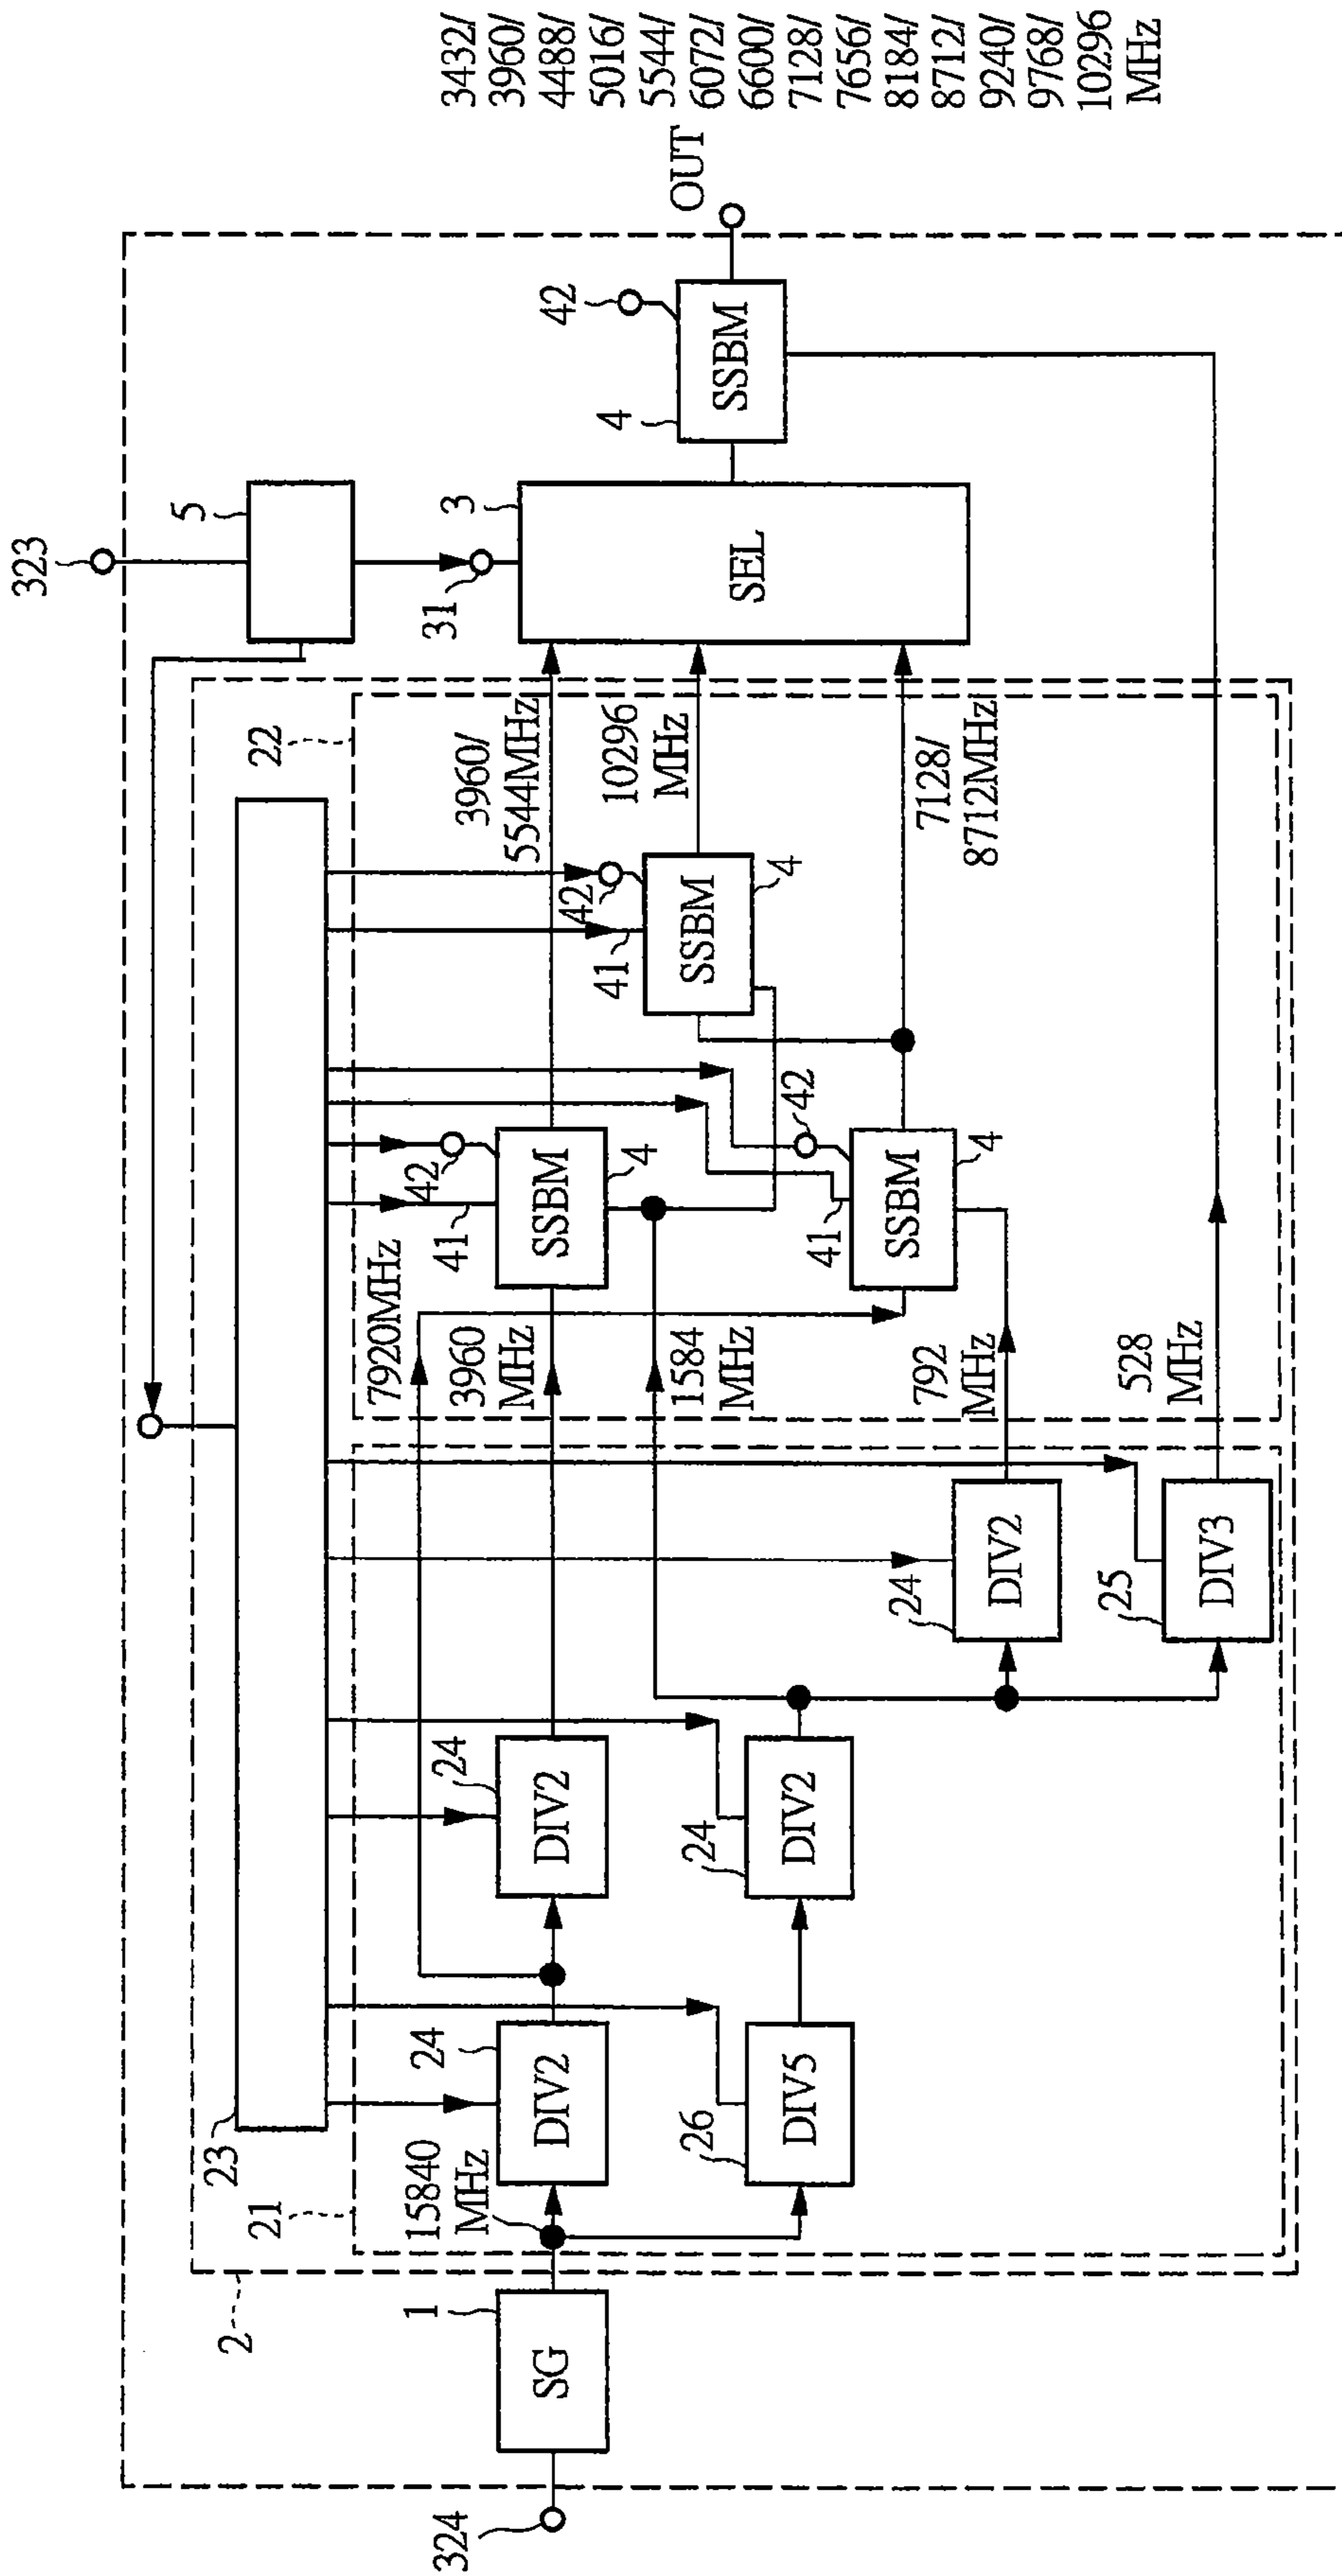 323
5
31
3
SEL
4
SSBM
42
OUT
3432/
3960/
4488/
5016/
5544/
6072/
6600/
7128/
7656/
8184/
8712/
9240/
9768/
10296
MHz
22
3960/
5544MHz
10296
MHz
7128/
8712MHz
42
41
SSBM
4
42
41
SSBM
4
42
41
SSBM
4
7920MHz
3960
MHz
1584
MHz
792
MHz
528
MHz
23
24
DIV2
24
DIV2
24
DIV2
24
DIV2
25
DIV3
26
DIV5
21
15840
MHz
2
1
SG
324